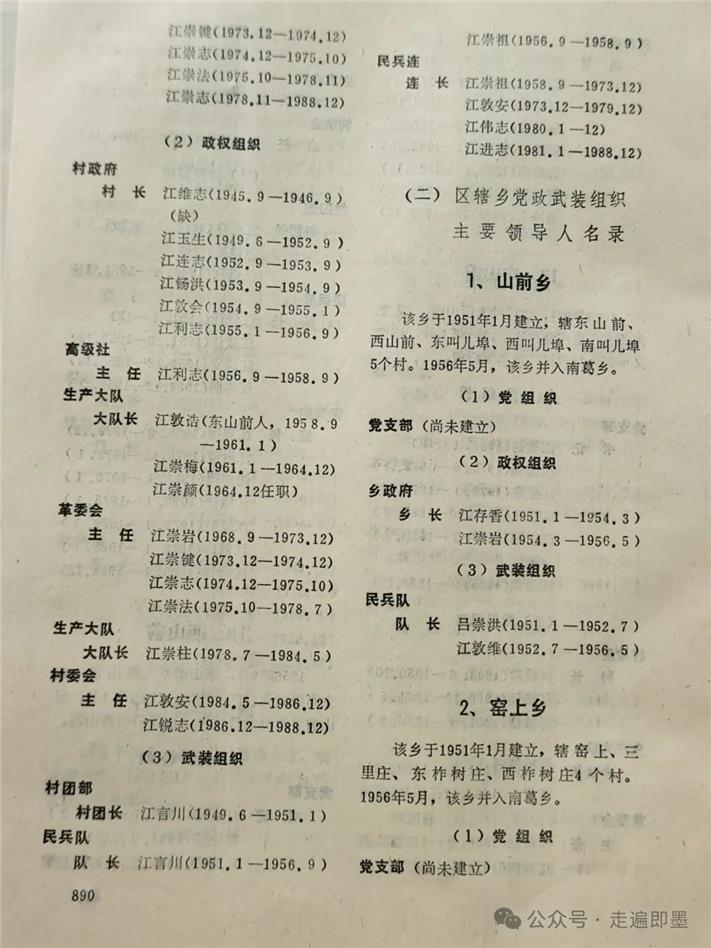 江崇键(1973.12—1974.12)
江崇志(1974.12—1975.10)
江崇法(1975.10—1978.11)
江崇志(1978.11—1988.12)
(2)政权组织
村政府
村 长 江维志(1945.9—1946.9)
(缺)
江玉生(1949.6—1952.9)
江连志(1952.9—1953.9)
江钖洪(1953.9—1954.9)
江敦会(1954.9—1955.1)
江利志(1955.1—1956.9)
高级社
主 任 江利志(1956.9—1958.9)
生产大队
大队长 江敦浩(东山前人，1958.9
—1961.1)
江崇梅(1961.1—1964.12)
江崇颜(1964.12任职)
革委会
主 任 江崇岩(1968.9—1973.12)
江崇键(1973.12—1974.12)
江崇志(1974.12—1975.10)
江崇法(1975.10—1978.7)
生产大队
大队长 江崇柱(1978.7—1984.5)
村委会
主 任 江敦安(1984.5—1986.12)
江锐志(1986.12—1988.12)
(3)武装组织
村团部
村团长 江言川(1949.6—1951.1)
民兵队
队 长 江言川(1951.1—1956.9)
890
江崇祖(1956.9—1958.9)
民兵连
连 长 江崇祖(1958.9—1973.12)
江敦安(1973.12—1979.12)
江伟志(1980.1—12)
江进志(1981.1—1988.12)
(二)区辖乡党政武装组织
主要领导人名录
1、山前乡
该乡于1951年1月建立，辖东山前、
西山前、东叫儿埠、西叫儿埠、南叫儿埠
5个村。1956年5月，该乡并入南葛乡。
(1)党组织
党支部(尚未建立)
(2)政权组织
乡政府
乡 长 江存香(1951.1—1954.3)
江崇岩(1954.3—1956.5)
(3)武装组织
民兵队
队 长 吕崇洪(1951.1—1952.7)
江敦维(1952.7—1956.5)
2、窑上乡
该乡于1951年1月建立，辖窑上、三
里庄、东柞树庄、西柞树庄4个村。
1956年5月，该乡并入南葛乡。
(1)党组织
党支部(尚未建立)
公众号·走遍即墨